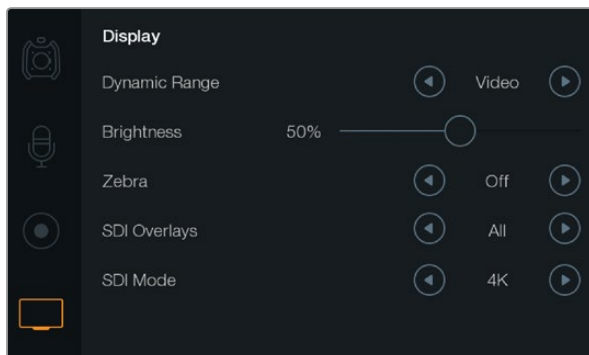 Display
Dynamic Range Video
Brightness 50%
Zebra Off
SDI Overlays All
SDI Mode 4K